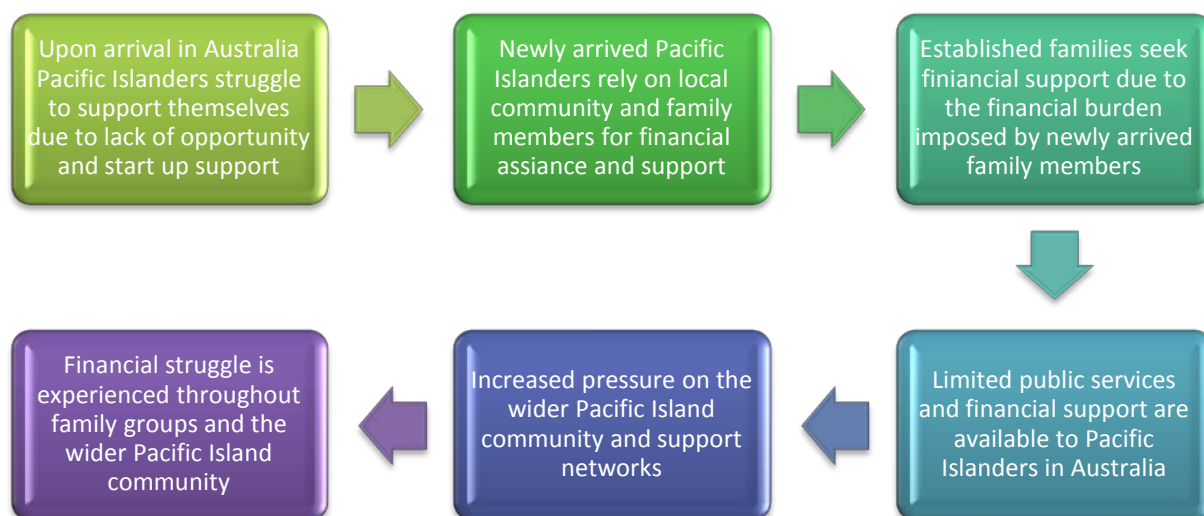 Upon arrival in Australia
Pacific Islanders struggle
to support themselves
due to lack of opportunity
and start up support
Newly arrived Pacific
Islanders rely on local
community and family
members for financial
assiance and support
Established families seek
finiancial support due to
the financial burden
imposed by newly arrived
family members
Limited public services
and financial support are
available to Pacific
Islanders in Australia
Increased pressure on the
wider Pacific Island
community and support
networks
Financial struggle is
experienced throughout
family groups and the
wider Pacific Island
community